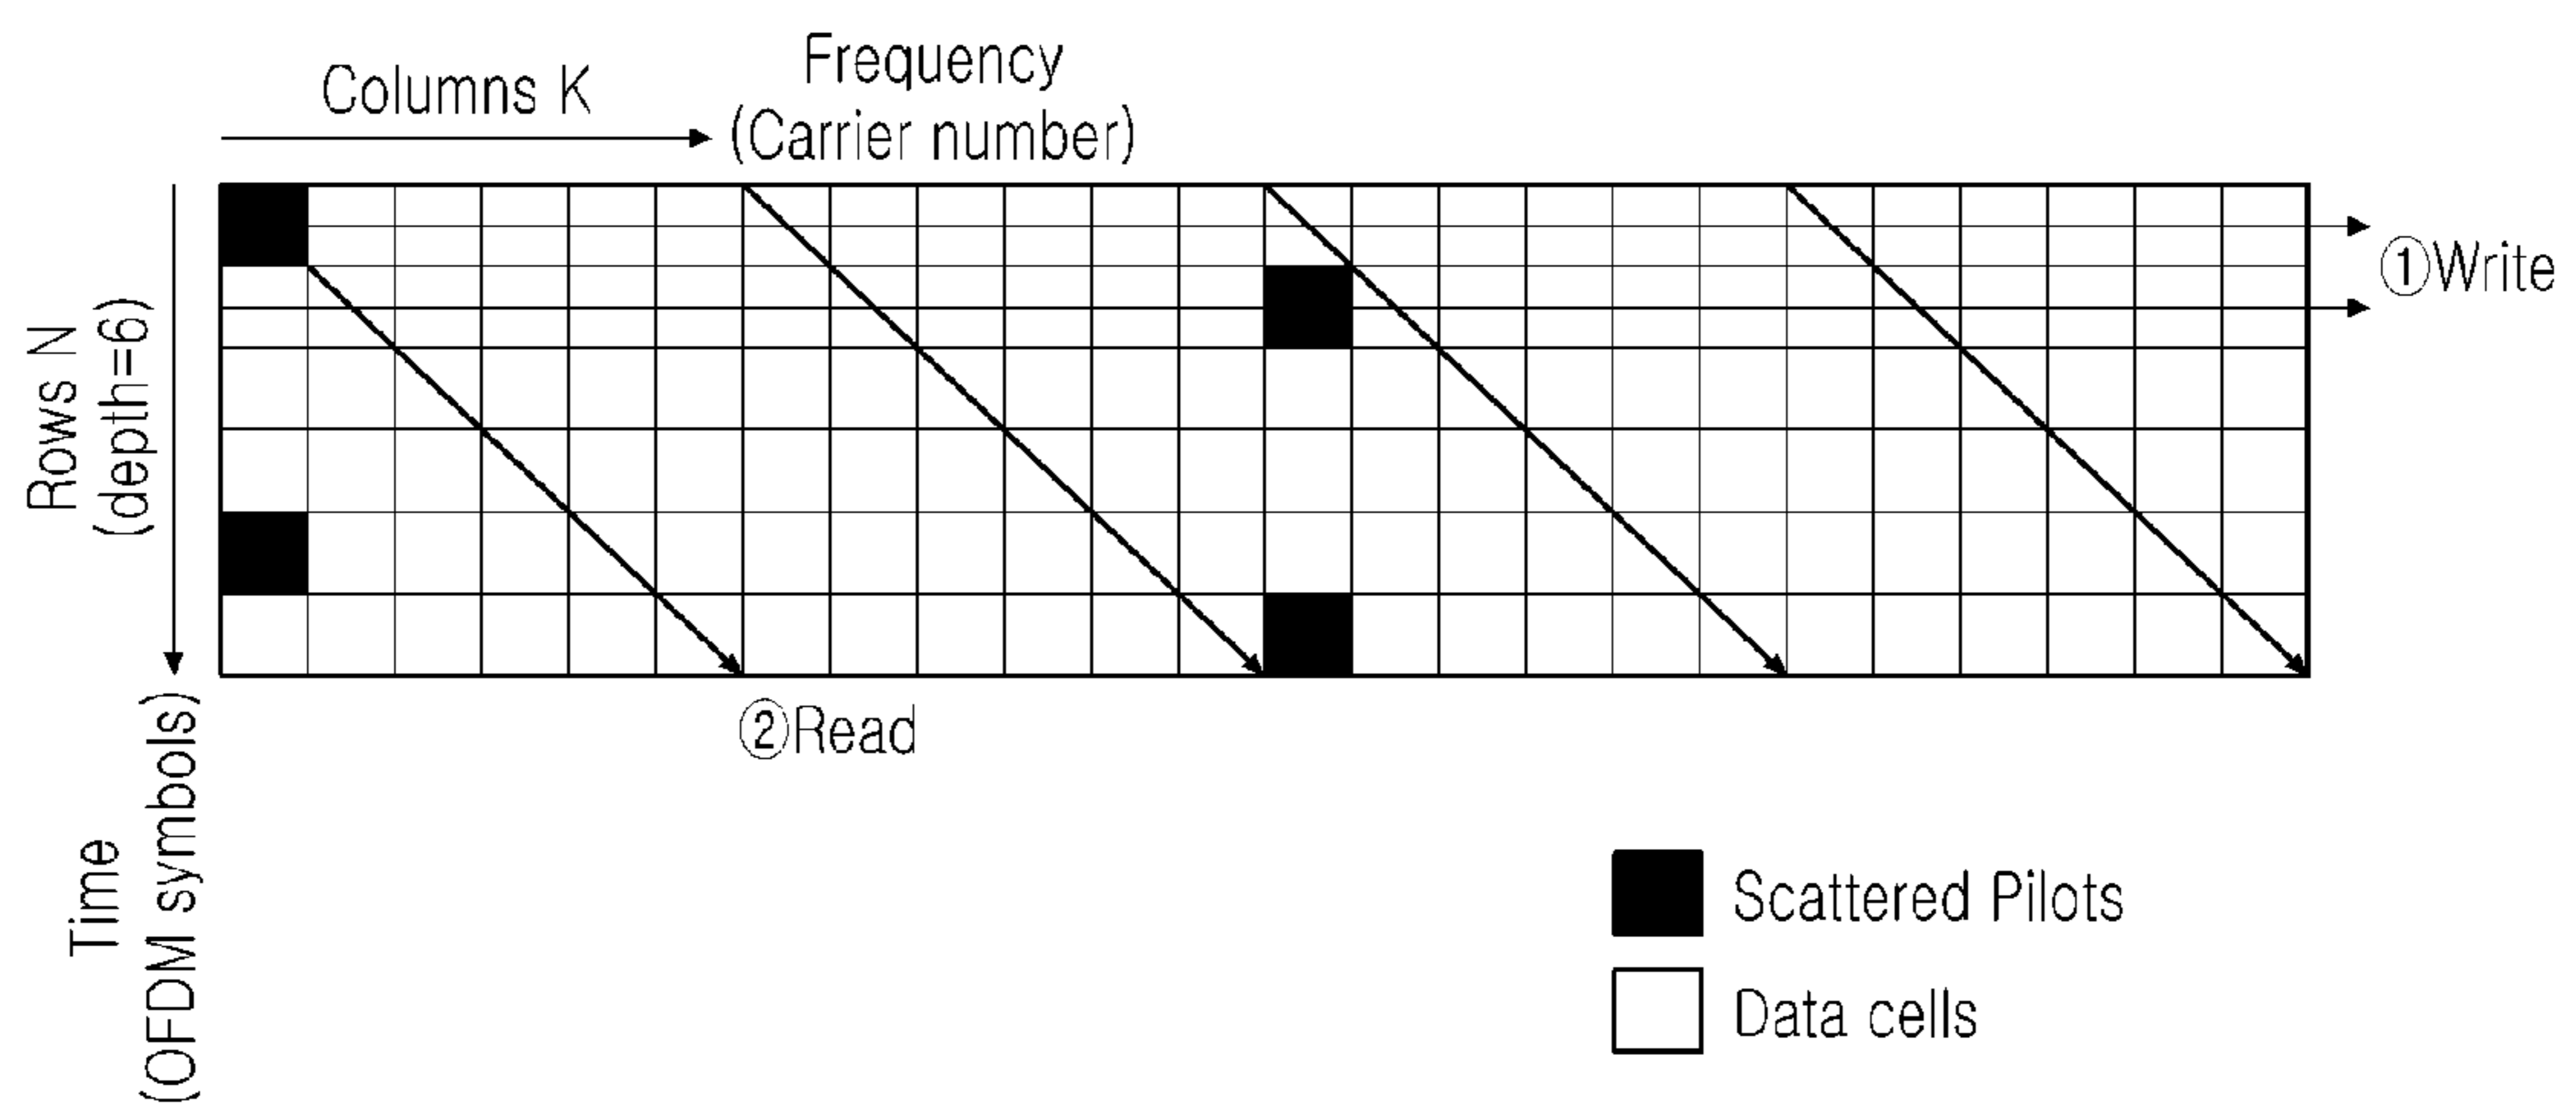 Columns K
Frequency
(Carrier number)
①Write
Rows N
(depth=6)
②Read
Time
(OFDM symbols)
Scattered Pilots
Data cells